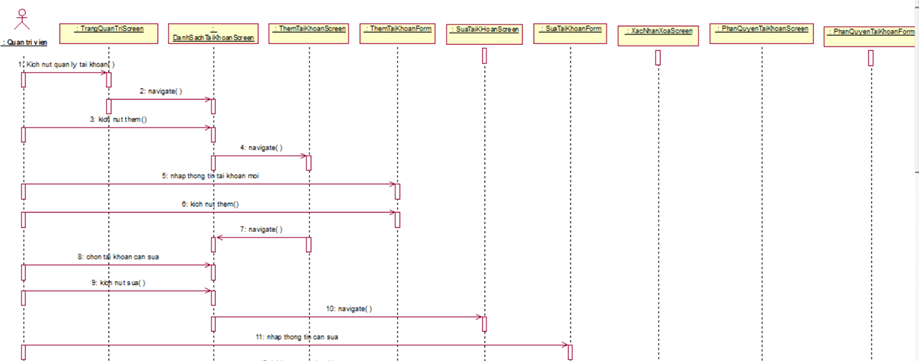 : TrangQuanTriScreen
:
DanhSachTaiKhoanScreen
: ThemTaiKhoanScreen
: ThemTaiKhoanForm
: SuaTaiKHoanScreen
: SuaTaiKhoanForm
: XacNhanXoaScreen
: PhanQuyenTaiKhoanScreen
: PhanQuyenTaiKhoanForm
: Quan tri vien
1: Kich nut quan ly tai khoan( )
2: navigate( )
3: kich nut them()
4: navigate( )
5: nhap thong tin tai khoan moi
6: kich nut them()
7: navigate( )
8: chon tai khoan can sua
9: kich nut sua( )
10: navigate( )
11: nhap thong tin can sua